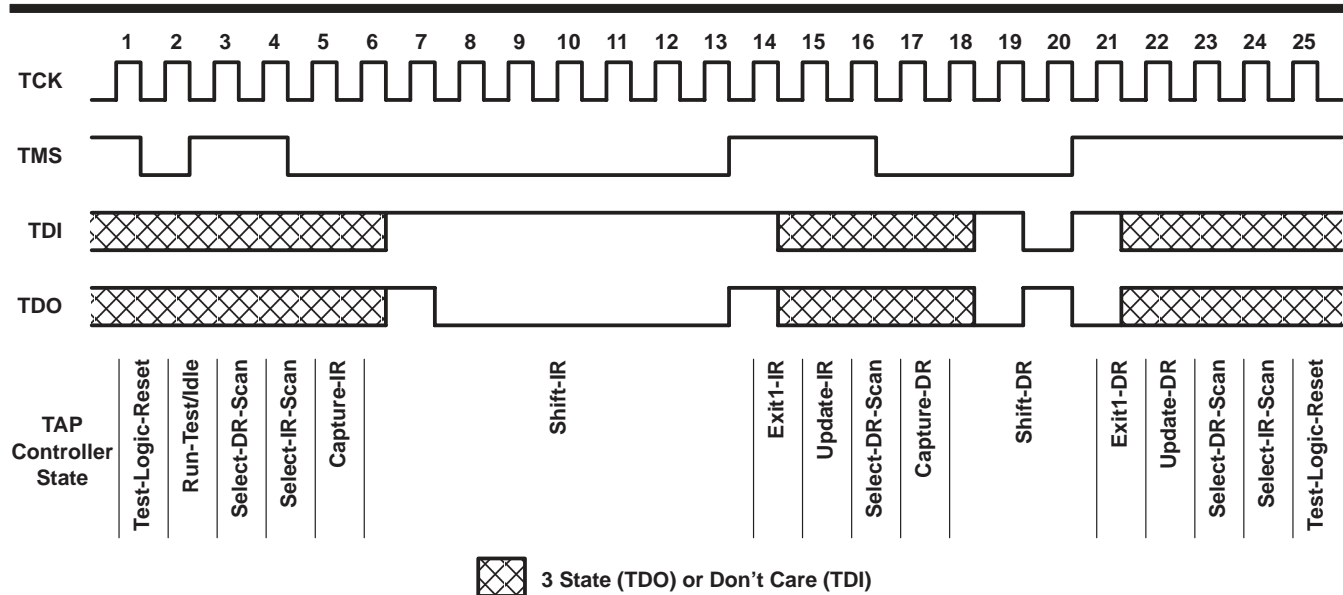 1 2 3 4 5 6 7 8 9 10 11 12 13 14 15 16 17 18 19 20 21 22 23 24 25
TCK
TMS
TDI
TDO
TAP
Controller
State
Test-Logic-Reset
Run-Test/Idle
Select-DR-Scan
Select-IR-Scan
Capture-IR
Shift-IR
Exit1-IR
Update-IR
Select-DR-Scan
Capture-DR
Shift-DR
Exit1-DR
Update-DR
Select-DR-Scan
Select-IR-Scan
Test-Logic-Reset
3 State (TDO) or Don't Care (TDI)